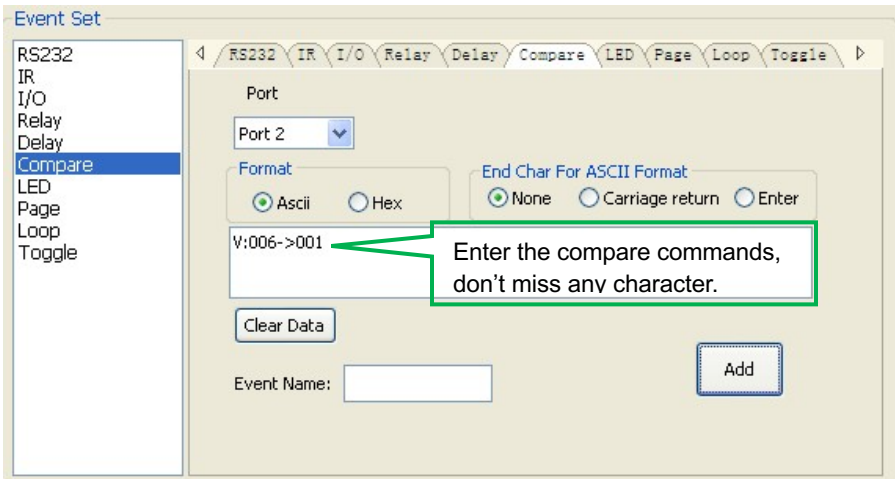 Event Set
RS232
IR
I/O
Relay
Delay
Compare
LED
Page
Loop
Toggle
RS232 IR I/O Relay Delay Compare LED Page Loop Toggle
Port
Port 2
Format
Ascii Hex
End Char For ASCII Format
None Carriage return Enter
V:006->001
Enter the compare commands,
don’t miss any character.
Clear Data
Event Name:
Add